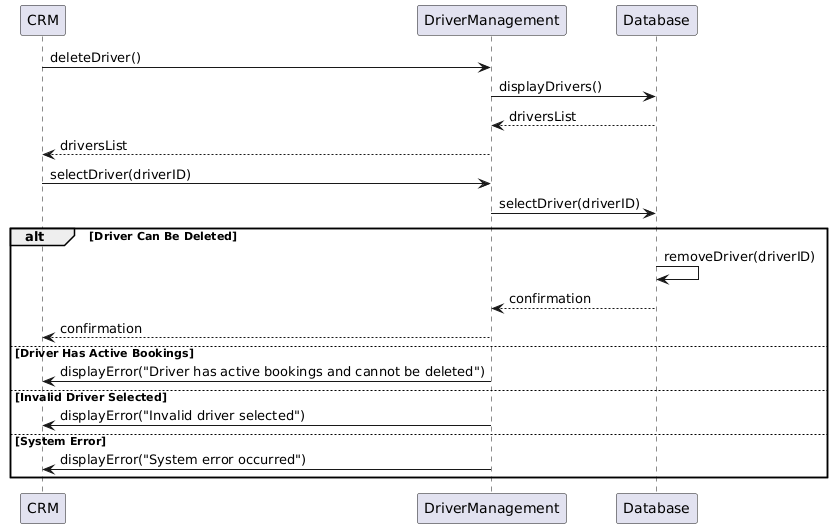 CRM DriverManagement Database
deleteDriver()
displayDrivers()
driversList
driversList
selectDriver(driverID)
selectDriver(driverID)
alt [Driver Can Be Deleted]
removeDriver(driverID)
confirmation
confirmation
[Driver Has Active Bookings]
displayError("Driver has active bookings and cannot be deleted")
[Invalid Driver Selected]
displayError("Invalid driver selected")
[System Error]
displayError("System error occurred")
CRM DriverManagement Database